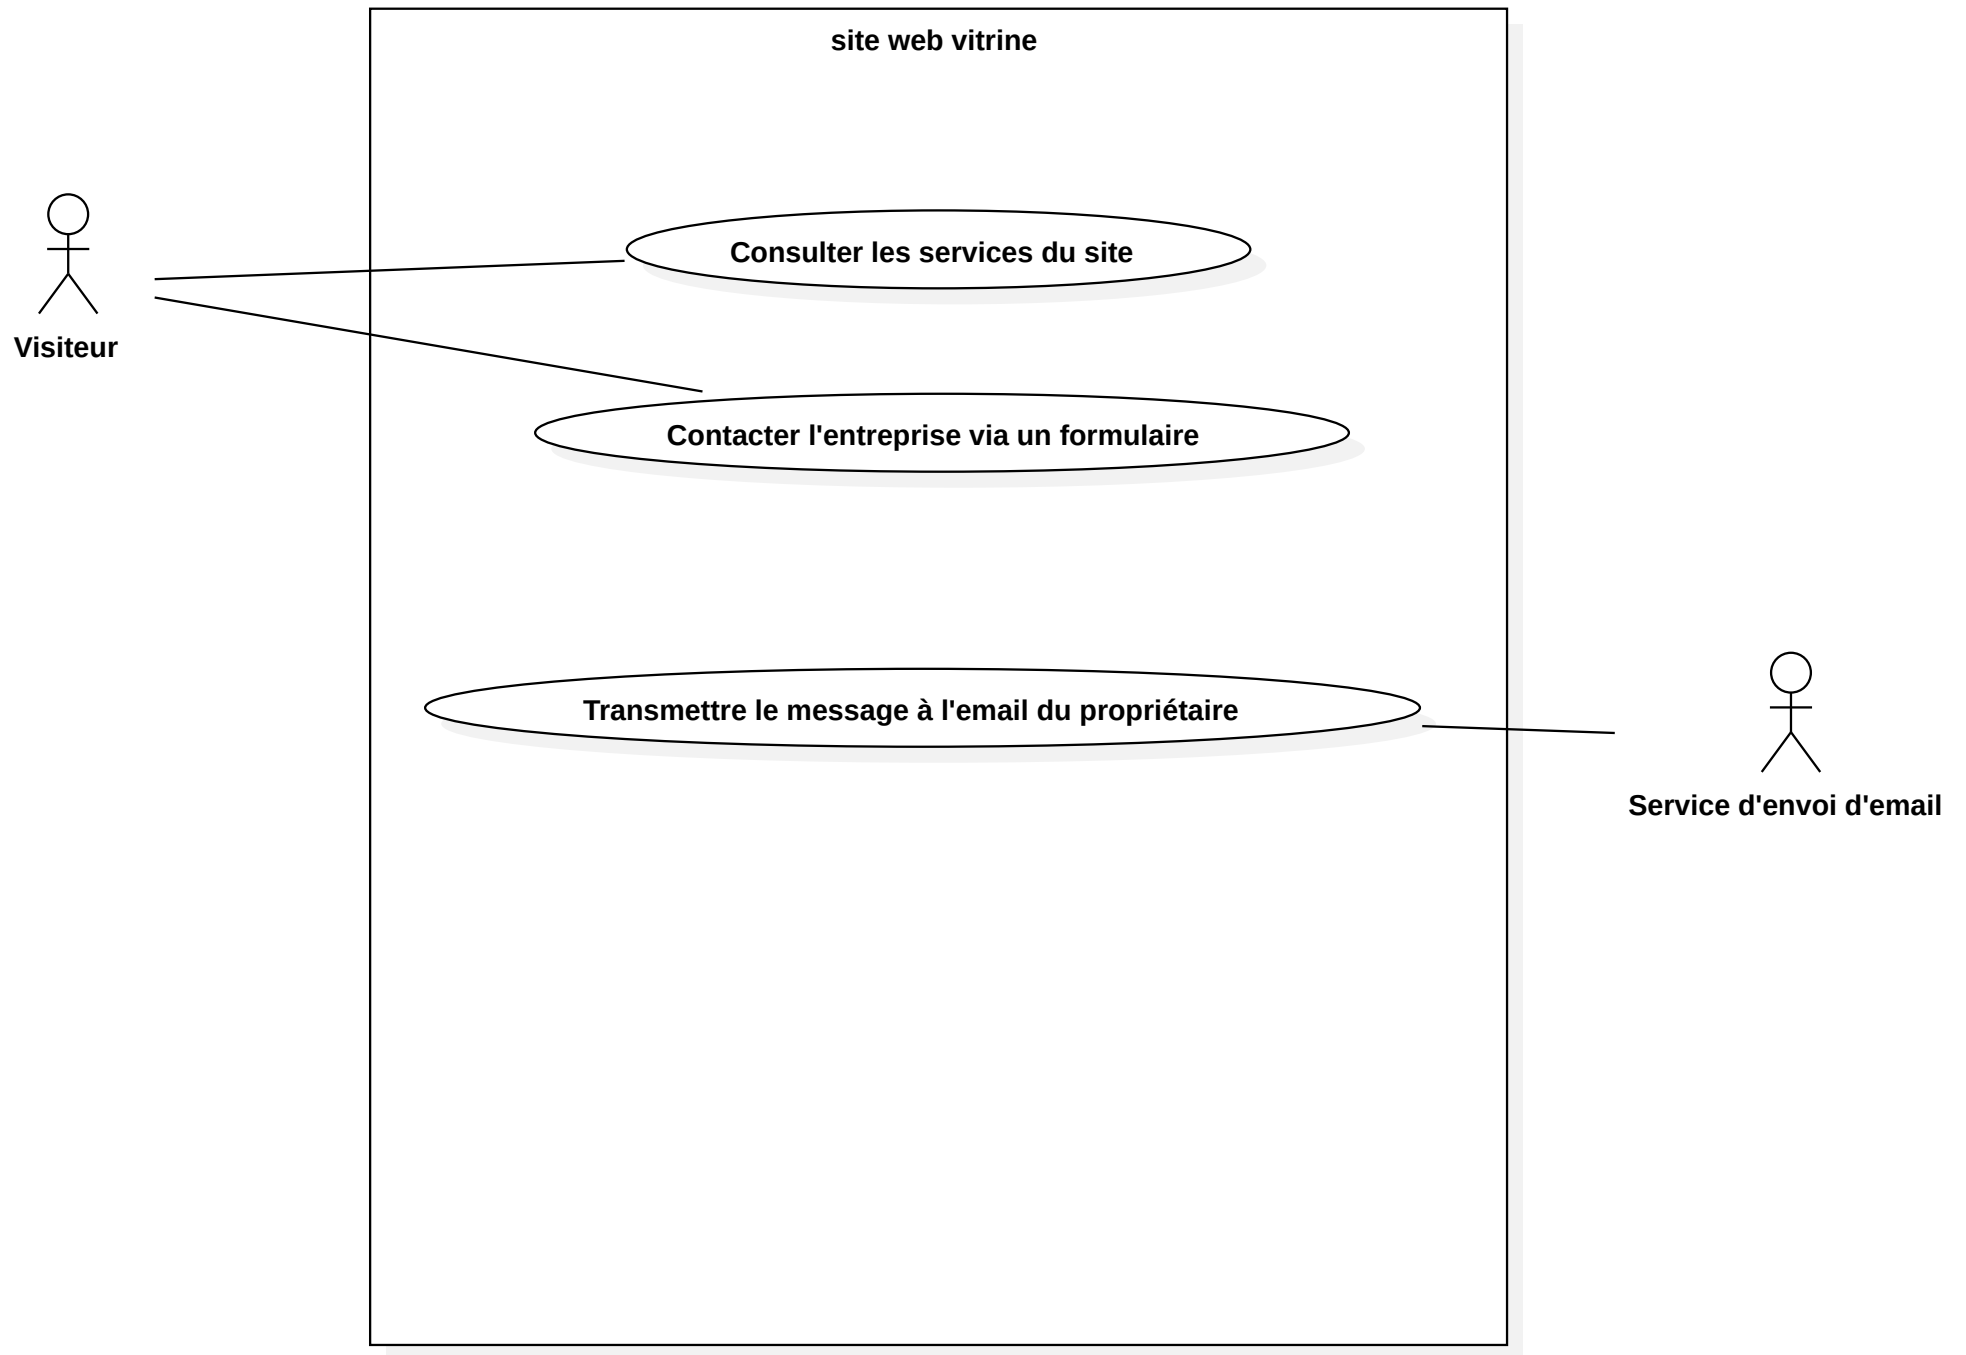 site web vitrine
Consulter les services du site
Visiteur
Contacter l'entreprise via un formulaire
Transmettre le message à l'email du propriétaire
Service d'envoi d'email